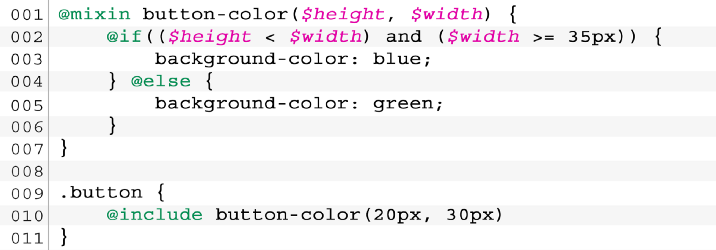 001 @mixin button-color($height, $width) {
002     @if(($height < $width) and ($width >= 35px)) {
003         background-color: blue;
004     } @else {
005         background-color: green;
006     }
007 }
008
009 .button {
010     @include button-color(20px, 30px)
011 }